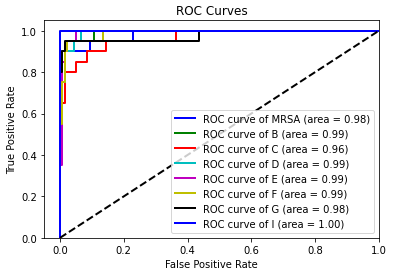 ROC Curves
True Positive Rate
1.0
0.8
0.6
0.4
0.2
0.0
ROC curve of MRSA (area = 0.98)
ROC curve of B (area = 0.99)
ROC curve of C (area = 0.96)
ROC curve of D (area = 0.99)
ROC curve of E (area = 0.99)
ROC curve of F (area = 0.99)
ROC curve of G (area = 0.98)
ROC curve of I (area = 1.00)
0.0 0.2 0.4 0.6 0.8 1.0
False Positive Rate